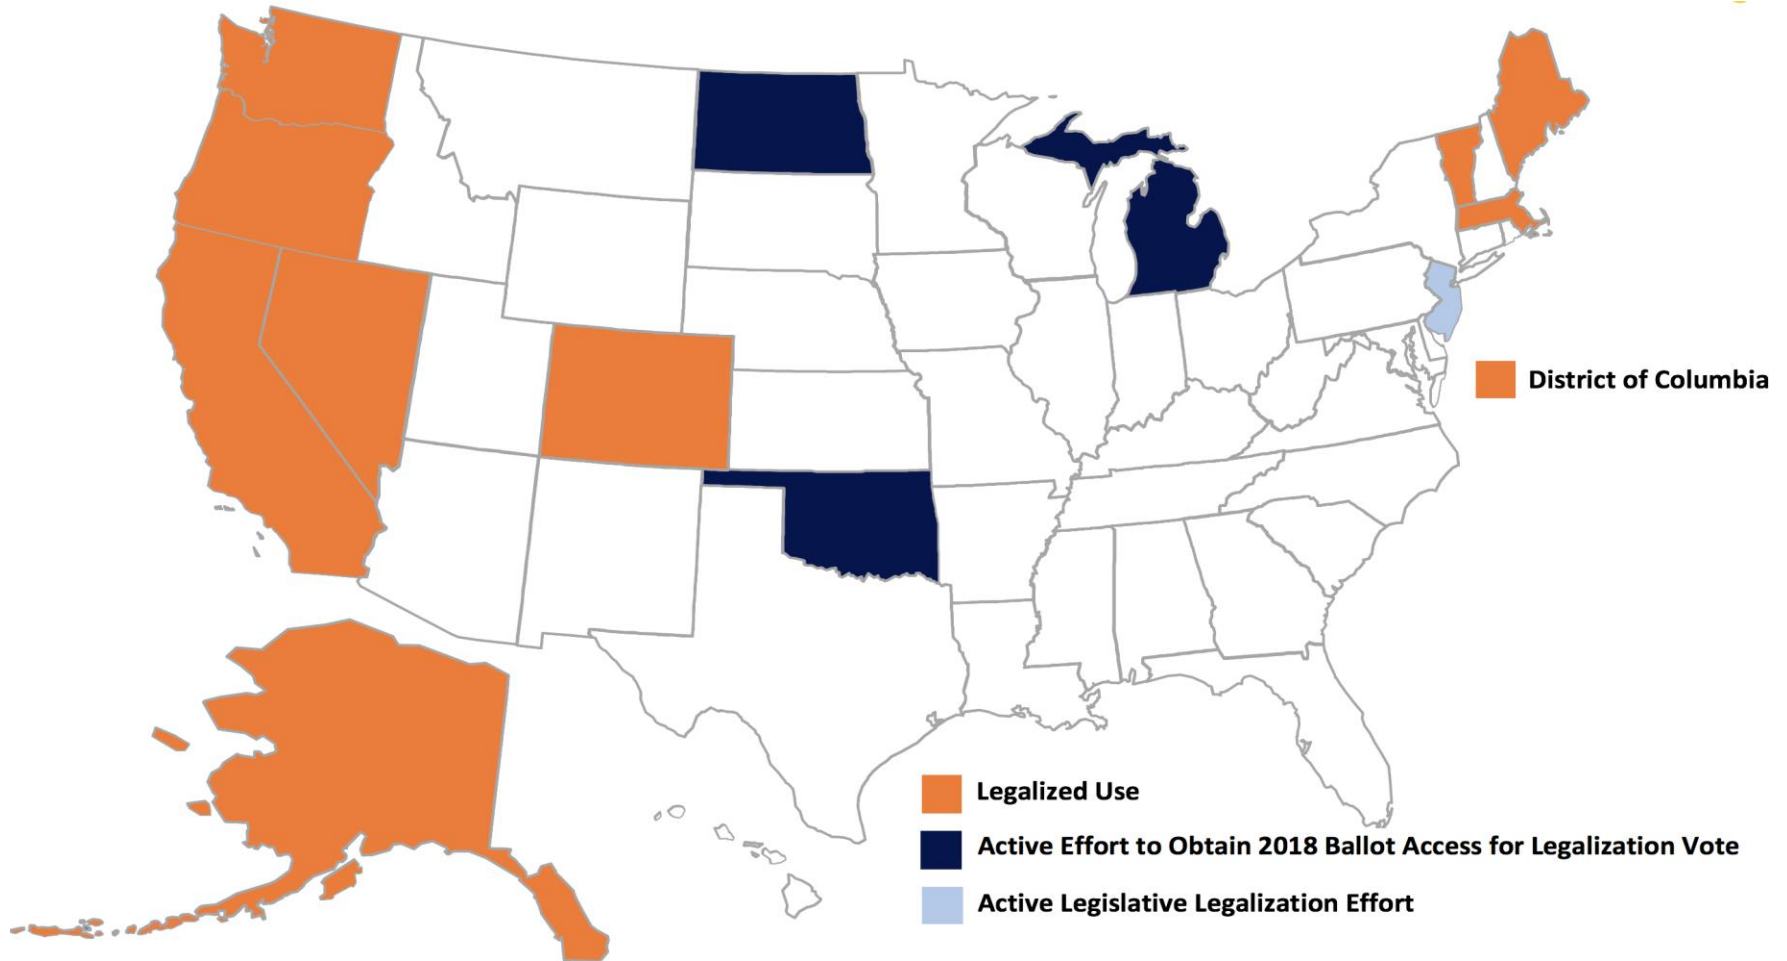 District of Columbia
Legalized Use
Active Effort to Obtain 2018 Ballot Access for Legalization Vote
Active Legislative Legalization Effort